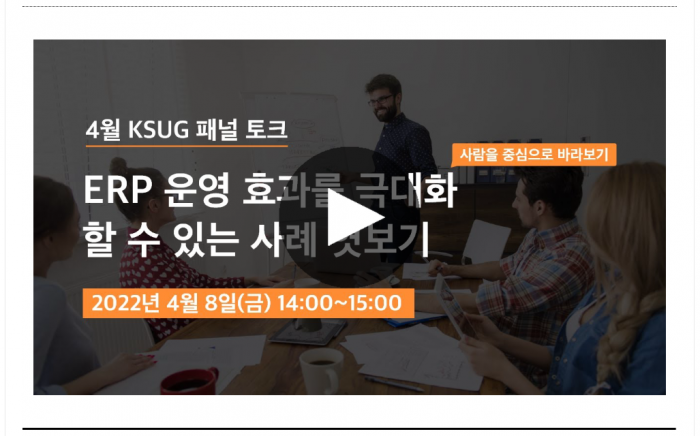 4월 KSUG 패널 토크
사람을 중심으로 바라보기
ERP 운영 효과를 극대화
할 수 있는 사례 엿보기
2022년 4월 8일(금) 14:00~15:00